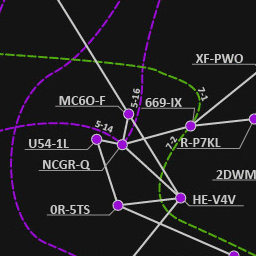 XF-PWO
MC6O-F
5-16
669-IX
7-1
5-14
U54-1L
7-2
R-P7KL
NCGR-Q
2DWM
HE-V4V
0R-5TS